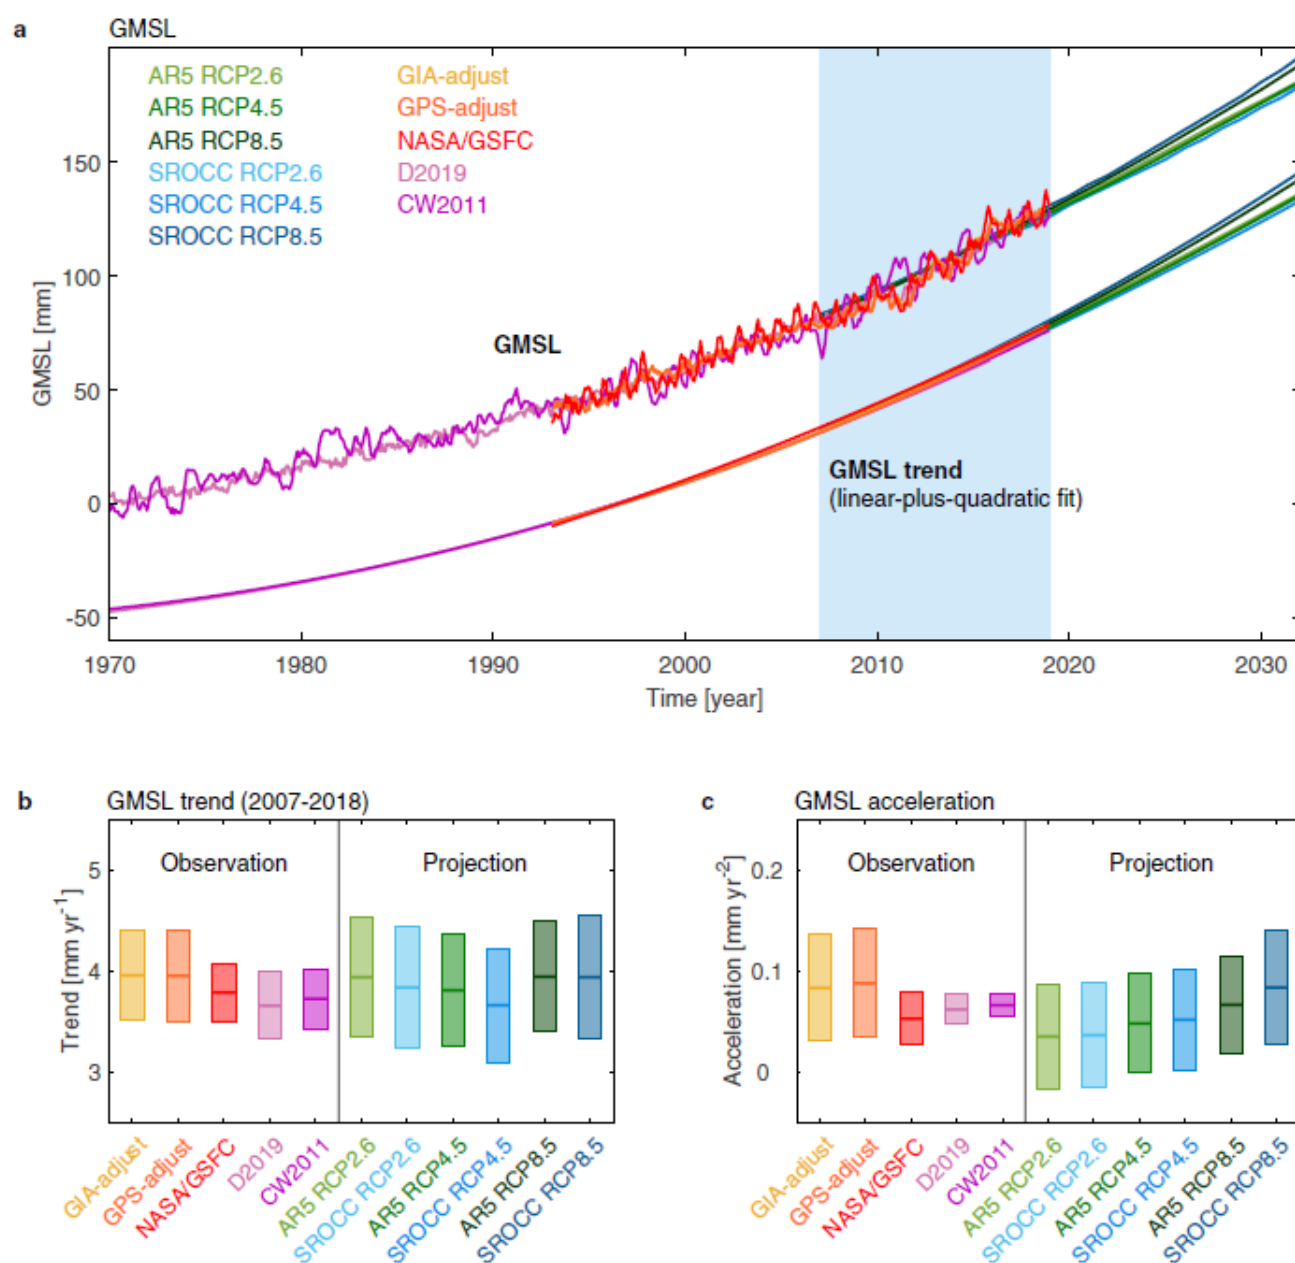 a GMSL
AR5 RCP2.6 GIA-adjust
AR5 RCP4.5 GPS-adjust
AR5 RCP8.5 NASA/GSFC
SROCC RCP2.6 D2019
SROCC RCP4.5 CW2011
SROCC RCP8.5
150
100
50
0
-50
GMSL [mm]
GMSL
GMSL trend
(linear-plus-quadratic fit)
1970 1980 1990 2000 2010 2020 2030
Time [year]
b GMSL trend (2007-2018)
Observation Projection
5
4
3
Trend [mm yr-1]
GIA-adjust
GPS-adjust
NASA/GSFC
D2019
CW2011
AR5 RCP2.6
SROCC RCP2.6
AR5 RCP4.5
SROCC RCP4.5
AR5 RCP8.5
SROCC RCP8.5
c GMSL acceleration
Observation Projection
0.2
0.1
0
Acceleration [mm yr-2]
GIA-adjust
GPS-adjust
NASA/GSFC
D2019
CW2011
AR5 RCP2.6
SROCC RCP2.6
AR5 RCP4.5
SROCC RCP4.5
AR5 RCP8.5
SROCC RCP8.5